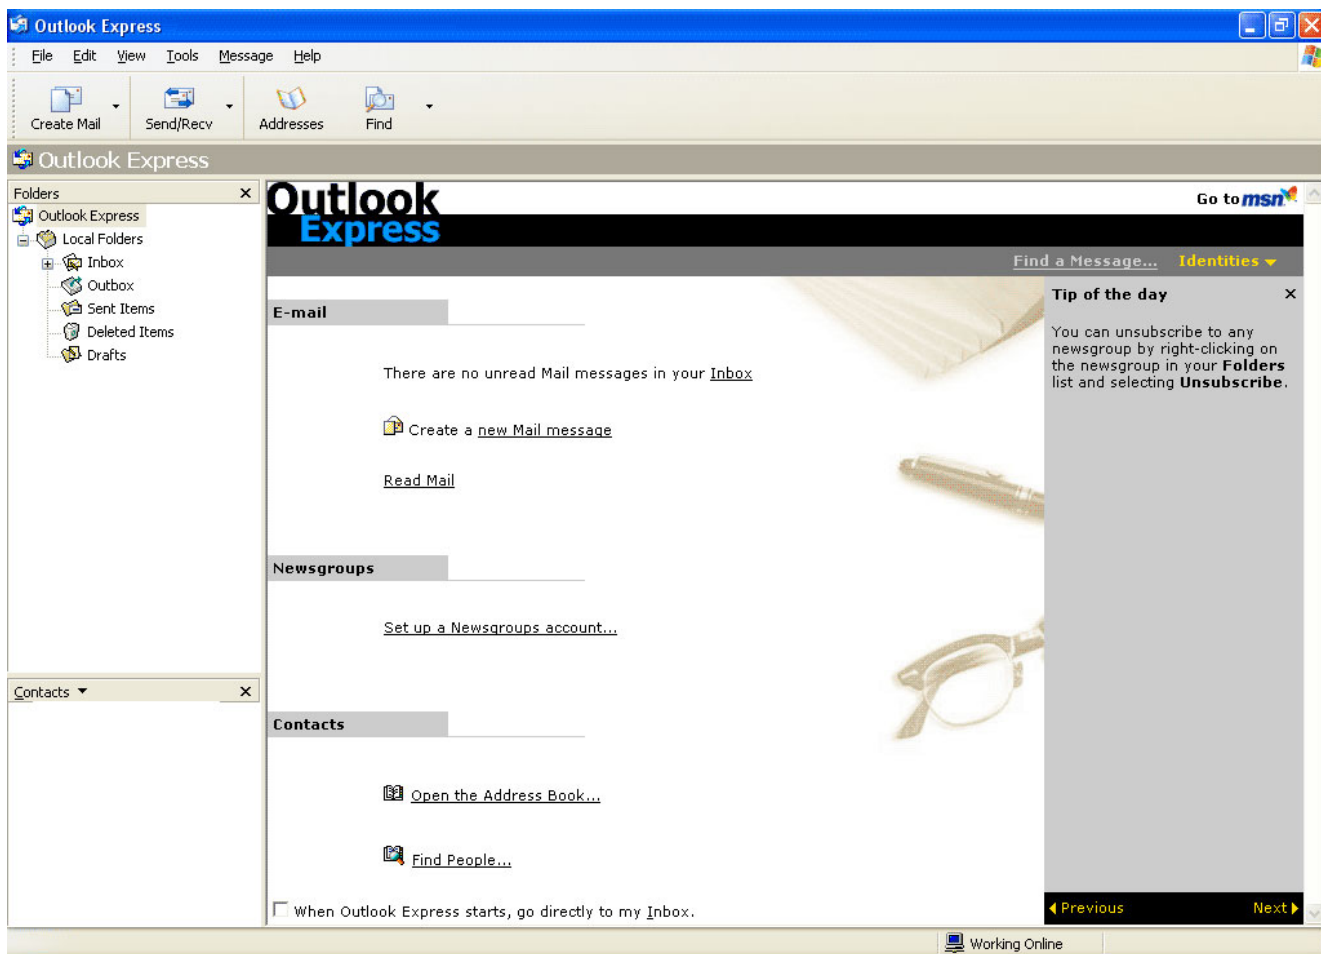 Outlook Express
File Edit View Tools Message Help
Create Mail Send/Recv Addresses Find
Outlook Express
Folders
Outlook Express
Local Folders
Inbox
Outbox
Sent Items
Deleted Items
Drafts
Contacts
Outlook
Express
Go to msn
Find a Message... Identities
E-mail
There are no unread Mail messages in your Inbox
Create a new Mail message
Read Mail
Newsgroups
Set up a Newsgroups account...
Contacts
Open the Address Book...
Find People...
When Outlook Express starts, go directly to my Inbox.
Tip of the day
You can unsubscribe to any
newsgroup by right-clicking on
the newsgroup in your Folders
list and selecting Unsubscribe.
Previous Next
Working Online